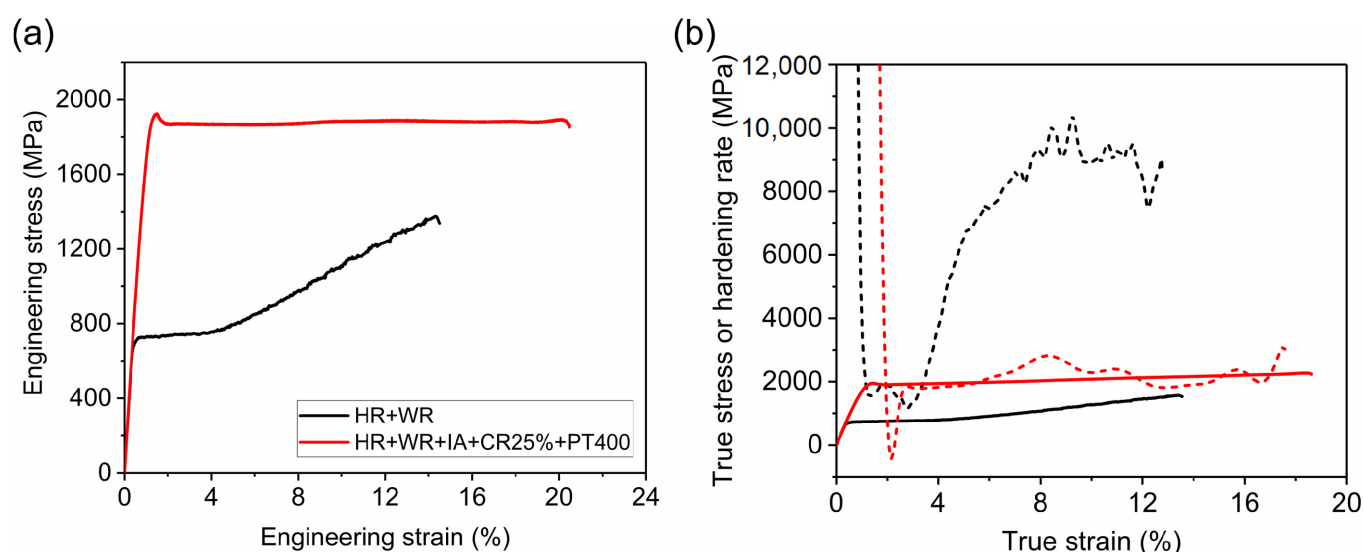 (a)
Engineering stress (MPa)
2000
1600
1200
800
400
0
0 4 8 12 16 20 24
Engineering strain (%)
HR+WR
HR+WR+IA+CR25%+PT400
(b)
True stress or hardening rate (MPa)
12,000
10,000
8000
6000
4000
2000
0
0 4 8 12 16 20
True strain (%)